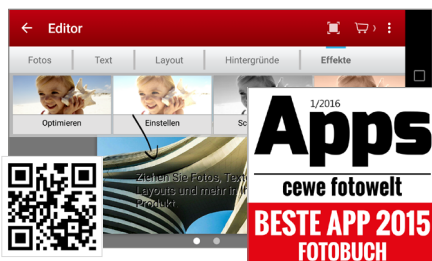 Editor
Fotos
Text
Layout
Hintergründe
Effekte
Optimieren
Einstellen
Ziehen Sie Fotos, Text
Layouts und mehr in I
Produkt
1/2016
Apps
cewe fotowelt
BESTE APP 2015
FOTOBUCH